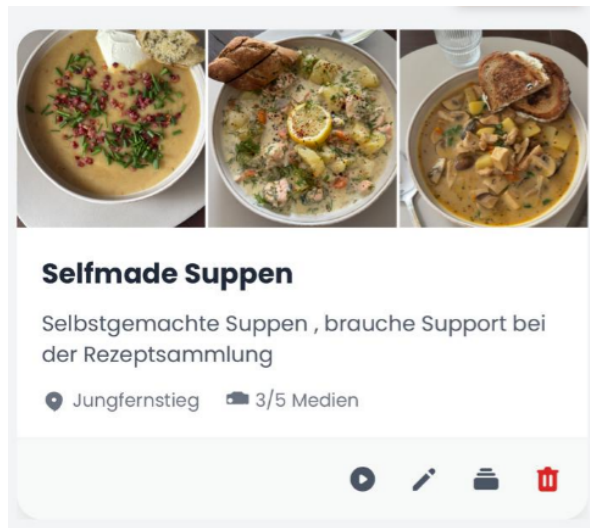 Selfmade Suppen
Selbstgemachte Suppen , brauche Support bei
der Rezeptsammlung
Jungfernstieg 3/5 Medien